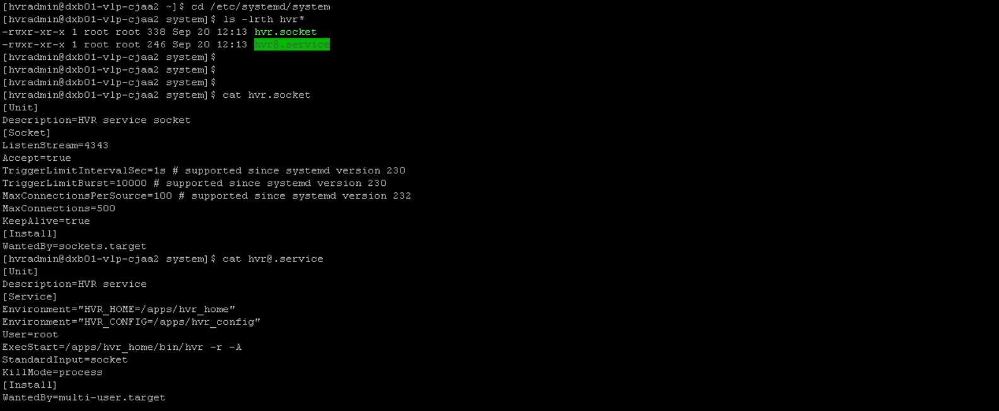 [hvradmin@dxb01-vlp-cjaa2 ~]$ cd /etc/systemd/system
[hvradmin@dxb01-vlp-cjaa2 system]$ ls -lrth hvr*
-rwxr-xr-x 1 root root 338 Sep 20 12:13 hvr.socket
-rwxr-xr-x 1 root root 246 Sep 20 12:13 hvr@.service
[hvradmin@dxb01-vlp-cjaa2 system]$
[hvradmin@dxb01-vlp-cjaa2 system]$
[hvradmin@dxb01-vlp-cjaa2 system]$
[hvradmin@dxb01-vlp-cjaa2 system]$ cat hvr.socket
[Unit]
Description=HVR service socket
[Socket]
ListenStream=4343
Accept=true
TriggerLimitIntervalSec=1s # supported since systemd version 230
TriggerLimitBurst=10000 # supported since systemd version 230
MaxConnectionsPerSource=100 # supported since systemd version 232
MaxConnections=500
KeepAlive=true
[Install]
WantedBy=sockets.target
[hvradmin@dxb01-vlp-cjaa2 system]$ cat hvr@.service
[Unit]
Description=HVR service
[Service]
Environment="HVR_HOME=/apps/hvr_home"
Environment="HVR_CONFIG=/apps/hvr_config"
User=root
ExecStart=/apps/hvr_home/bin/hvr -r -A
StandardInput=socket
KillMode=process
[Install]
WantedBy=multi-user.target